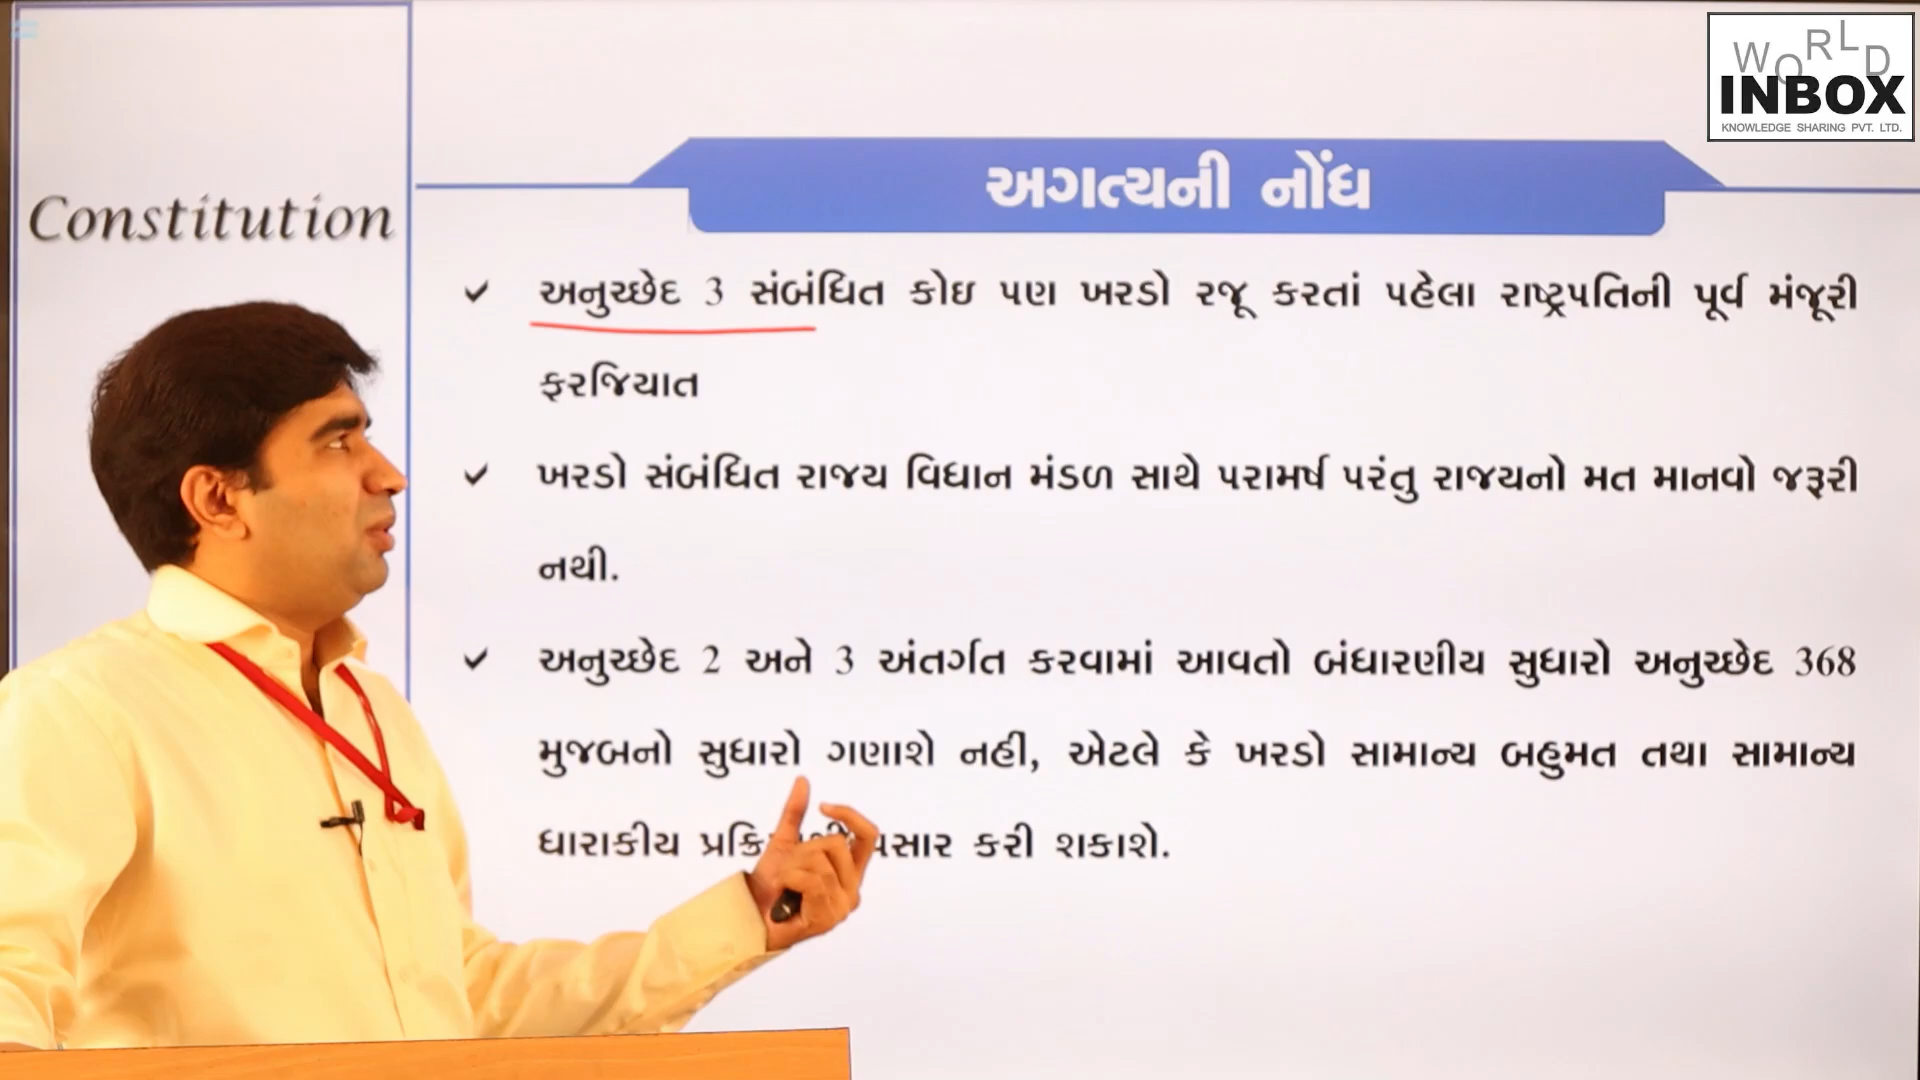 WORLD
INBOX
KNOWLEDGE SHARING PVT. LTD.
Constitution
અગત્યની નોંધ
અનુચ્છેદ 3 સંબંધિત કોઇ પણ ખરડો રજૂ કરતાં પહેલા રાષ્ટ્રપતિની પૂર્વ મંજૂરી
ફરજિયાત
ખરડો સંબંધિત રાજય વિધાન મંડળ સાથે પરામર્ષ પરંતુ રાજયનો મત માનવો જરૂરી
નથી.
અનુચ્છેદ 2 અને 3 અંતર્ગત કરવામાં આવતો બંધારણીય સુધારો અનુચ્છેદ 368
મુજબનો સુધારો ગણાશે નહીં, એટલે કે ખરડો સામાન્ય બહુમત તથા સામાન્ય
ધારાકીય પસાર કરી શકાશે.